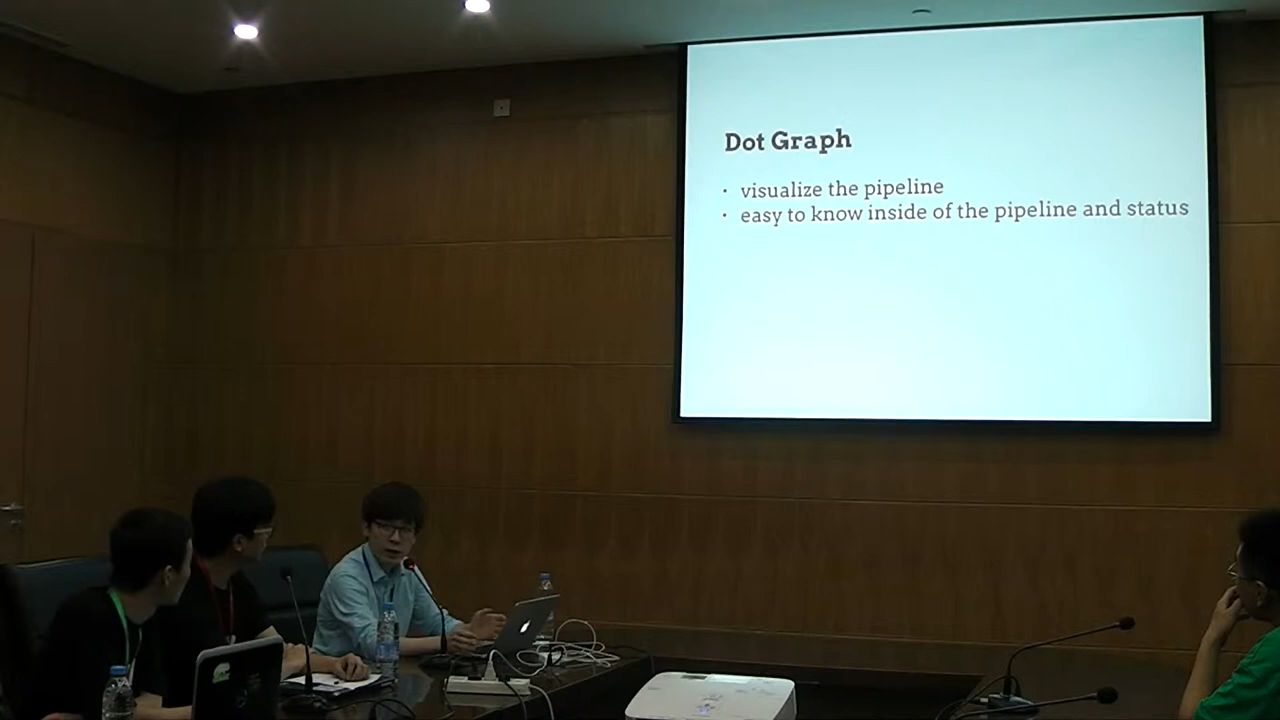 Dot Graph
· visualize the pipeline
· easy to know inside of the pipeline and status